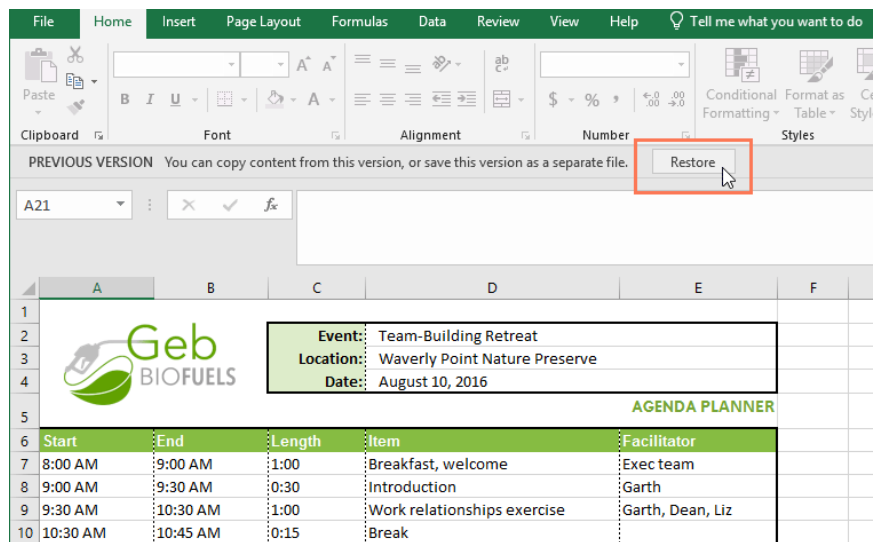 File Home Insert Page Layout Formulas Data Review View Help Tell me what you want to do
Paste
B I U A A A ab
$ % , .0 .00 .00 .0
Conditional Formatting
Format as Table
Clipboard Font Alignment Number Styles
PREVIOUS VERSION You can copy content from this version, or save this version as a separate file. Restore
A21 fx
A B C D E F
1
2 Event: Team-Building Retreat
3 Location: Waverly Point Nature Preserve
4 Date: August 10, 2016
Geb
BIOFUELS
5 AGENDA PLANNER
6 Start End Length Item Facilitator
7 8:00 AM 9:00 AM 1:00 Breakfast, welcome Exec team
8 9:00 AM 9:30 AM 0:30 Introduction Garth
9 9:30 AM 10:30 AM 1:00 Work relationships exercise Garth, Dean, Liz
10 10:30 AM 10:45 AM 0:15 Break